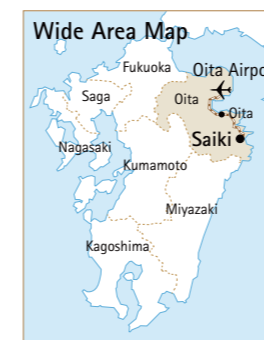 Wide Area Map
Fukuoka
Oita Airpo
Saga
Oita
Oita
Nagasaki
Saiki
Kumamoto
Miyazaki
Kagoshima